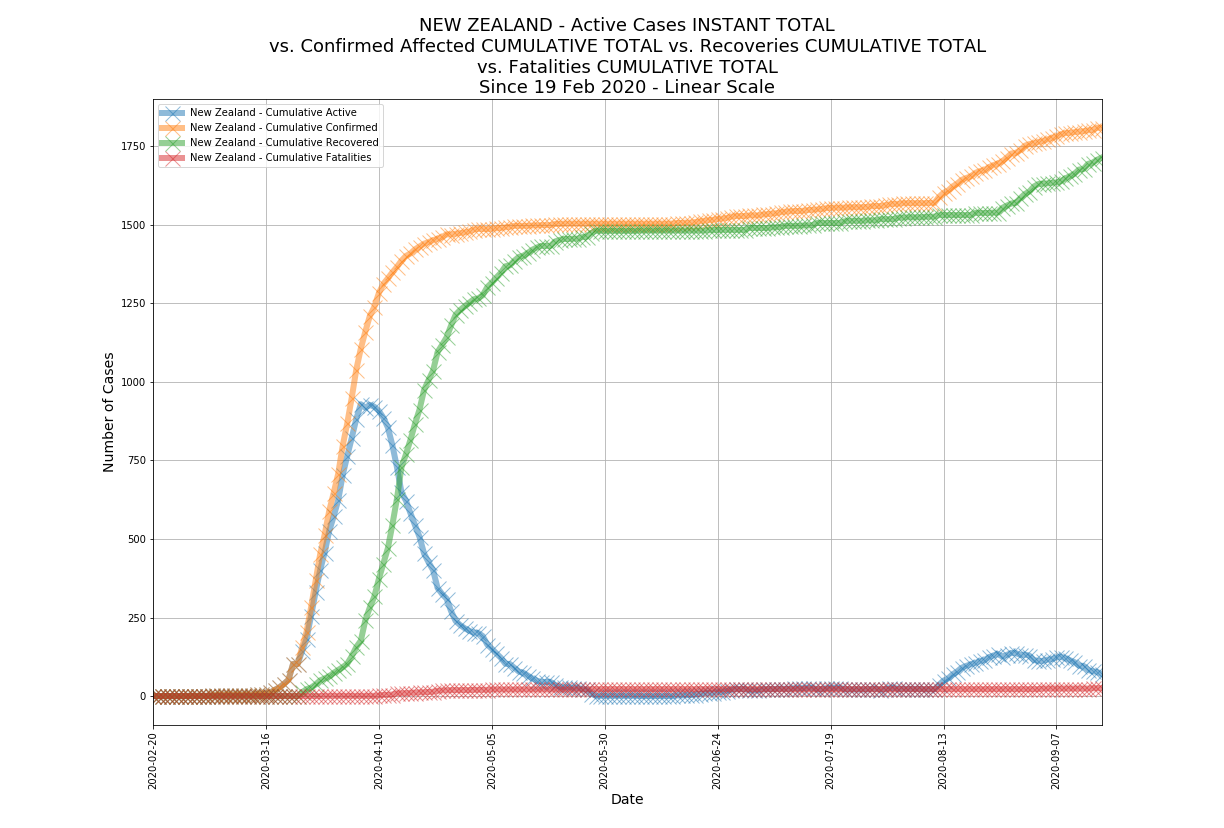 NEW ZEALAND - Active Cases INSTANT TOTAL
vs. Confirmed Affected CUMULATIVE TOTAL vs. Recoveries CUMULATIVE TOTAL
vs. Fatalities CUMULATIVE TOTAL
Since 19 Feb 2020 - Linear Scale
New Zealand - Cumulative Active
New Zealand - Cumulative Confirmed
New Zealand - Cumulative Recovered
New Zealand - Cumulative Fatalities
Number of Cases
1750
1500
1250
1000
750
500
250
0
2020-02-20
2020-03-16
2020-04-10
2020-05-05
2020-05-30
2020-06-24
2020-07-19
2020-08-13
2020-09-07
Date